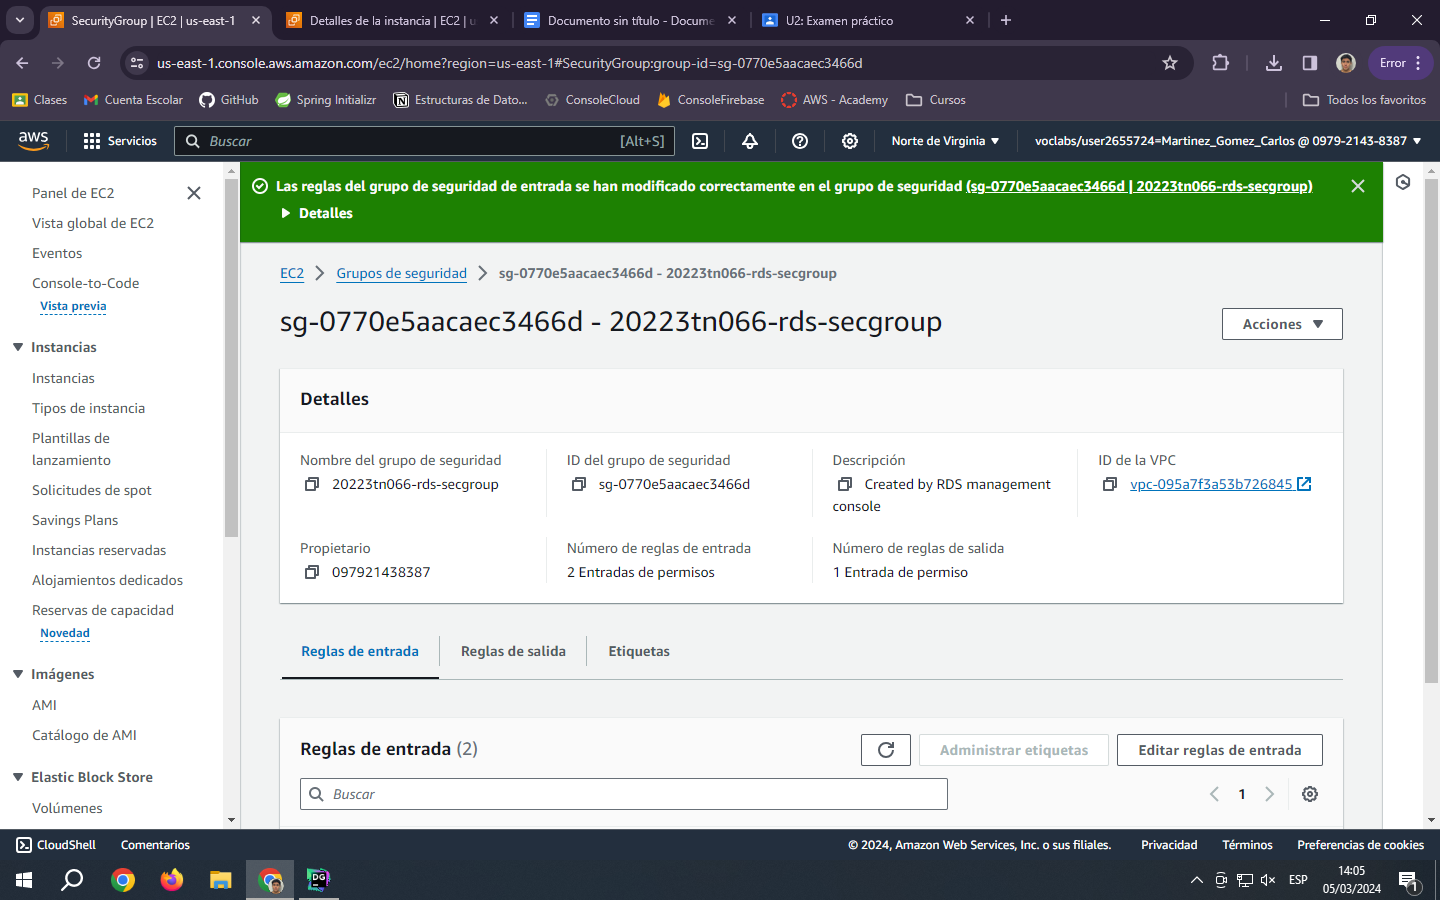 SecurityGroup | EC2 | us-east-1
Detalles de la instancia | EC2 | u
Documento sin título - Docume
U2: Examen práctico
us-east-1.console.aws.amazon.com/ec2/home?region=us-east-1#SecurityGroup:group-id=sg-0770e5aacaec3466d
Error
Clases
Cuenta Escolar
GitHub
Spring Initializr
Estructuras de Dato...
ConsoleCloud
ConsoleFirebase
AWS - Academy
Cursos
Todos los favoritos
aws
Servicios
Buscar
[Alt+S]
Norte de Virginia
voclabs/user2655724=Martinez_Gomez_Carlos @ 0979-2143-8387
Panel de EC2
Vista global de EC2
Eventos
Console-to-Code
Vista previa
Instancias
Instancias
Tipos de instancia
Plantillas de
lanzamiento
Solicitudes de spot
Savings Plans
Instancias reservadas
Alojamientos dedicados
Reservas de capacidad
Novedad
Imágenes
AMI
Catálogo de AMI
Elastic Block Store
Volúmenes
Las reglas del grupo de seguridad de entrada se han modificado correctamente en el grupo de seguridad (sg-0770e5aacaec3466d | 20223tn066-rds-secgroup)
Detalles
EC2
Grupos de seguridad
sg-0770e5aacaec3466d - 20223tn066-rds-secgroup
sg-0770e5aacaec3466d - 20223tn066-rds-secgroup
Acciones
Detalles
Nombre del grupo de seguridad
20223tn066-rds-secgroup
ID del grupo de seguridad
sg-0770e5aacaec3466d
Descripción
Created by RDS management
console
ID de la VPC
vpc-095a7f3a53b726845
Propietario
097921438387
Número de reglas de entrada
2 Entradas de permisos
Número de reglas de salida
1 Entrada de permiso
Reglas de entrada
Reglas de salida
Etiquetas
Reglas de entrada (2)
Administrar etiquetas
Editar reglas de entrada
Buscar
1
CloudShell
Comentarios
© 2024, Amazon Web Services, Inc. o sus filiales.
Privacidad
Términos
Preferencias de cookies
DG
ESP
14:05
05/03/2024
1